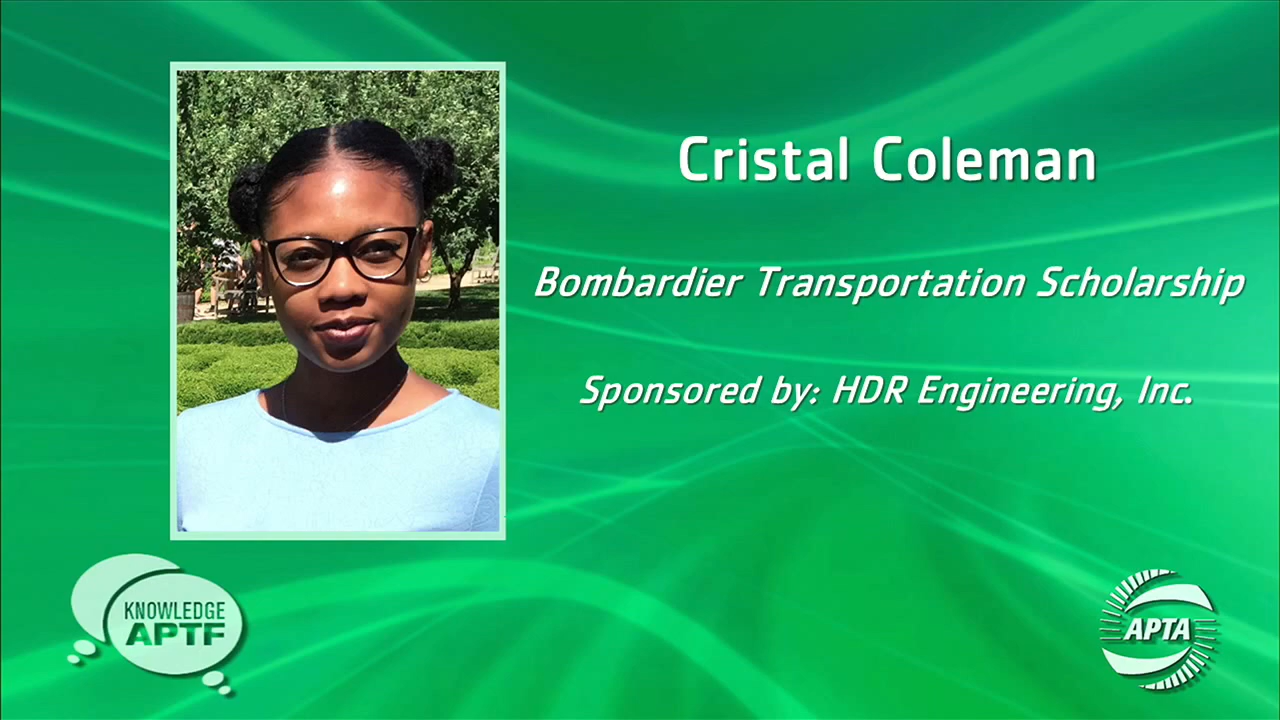 Cristal Coleman
Bombardier Transportation Scholarship
Sponsored by: HDR Engineering, Inc.
KNOWLEDGE
APTF
APTA